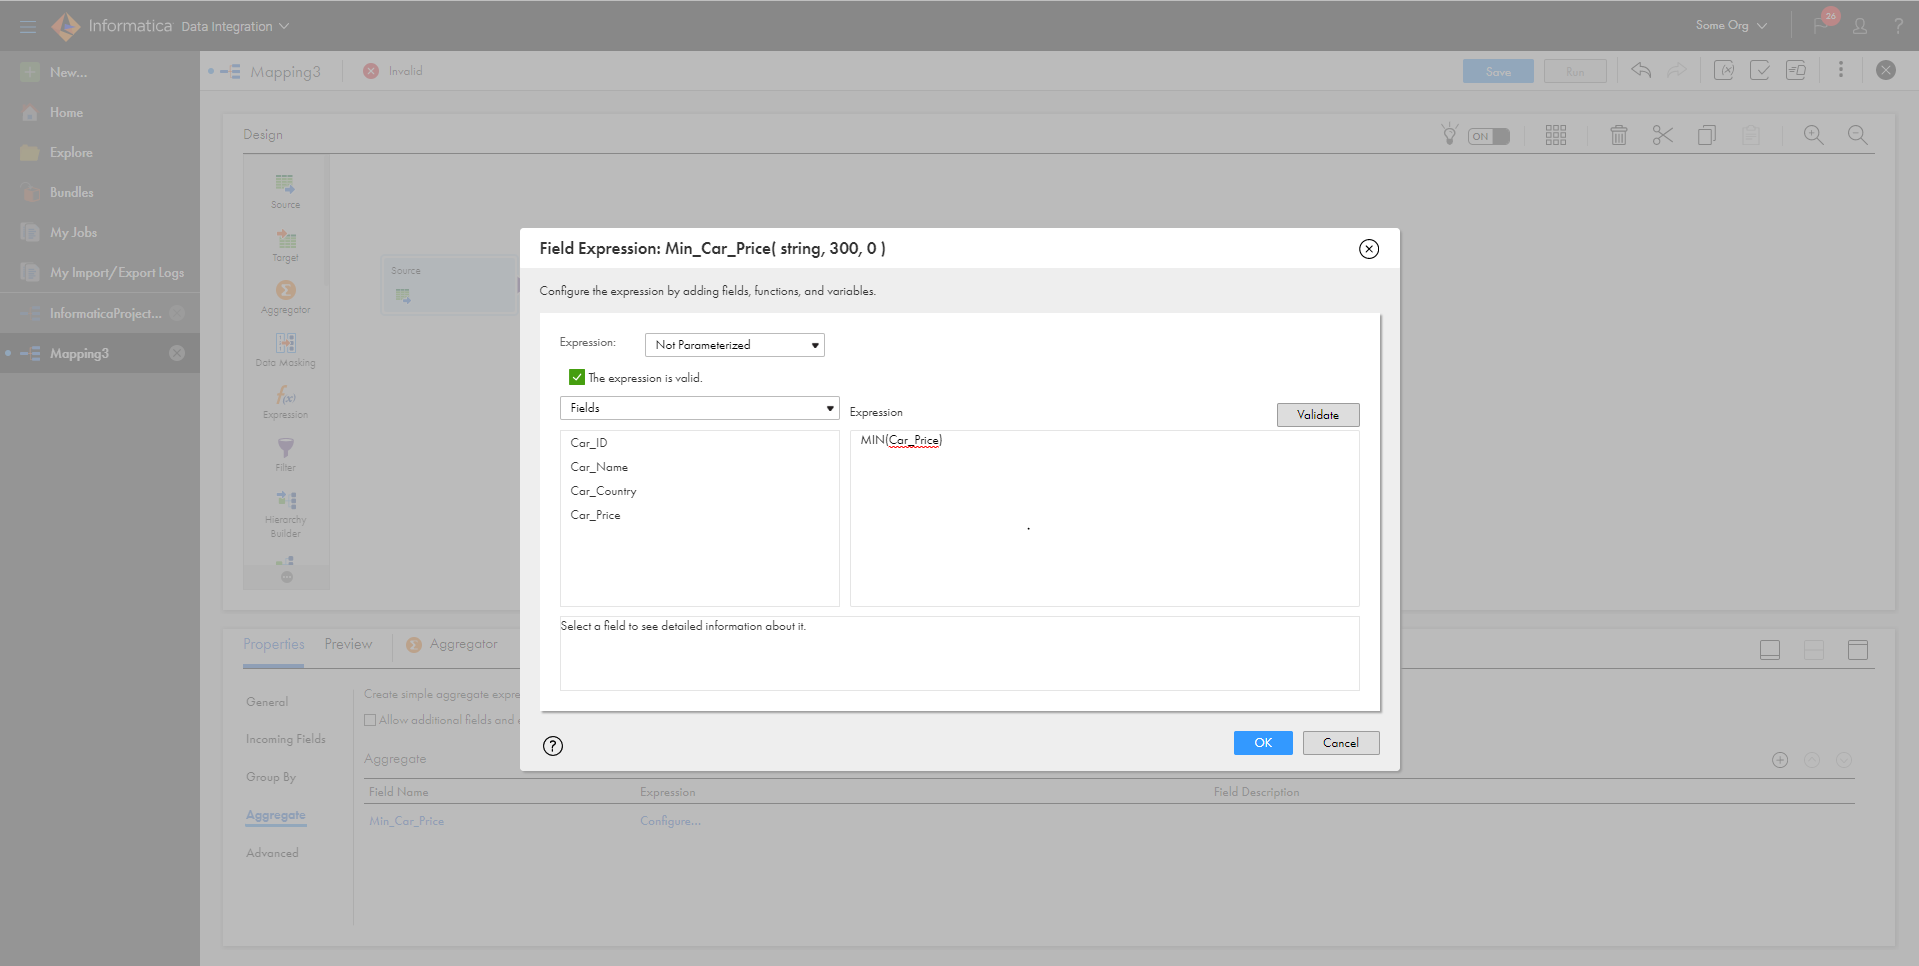 Informatica Data Integration
Some Org
26
?
New...
Home
Explore
Bundles
My Jobs
My Import/Export Logs
InformaticaProject...
Mapping3
Mapping3
Invalid
Save
Run
Design
ON
Source
Target
Aggregator
Data Masking
f(x)
Expression
Filter
Hierarchy
Builder
Source
Field Expression: Min_Car_Price( string, 300, 0 )
Configure the expression by adding fields, functions, and variables.
Expression:
Not Parameterized
The expression is valid.
Fields
Expression
Validate
Car_ID
Car_Name
Car_Country
Car_Price
MIN(Car_Price)
Select a field to see detailed information about it.
?
OK
Cancel
Properties
Preview
Aggregator
General
Incoming Fields
Group By
Aggregate
Advanced
Create simple aggregate expre
Allow additional fields and e
Aggregate
Field Name
Expression
Field Description
Min_Car_Price
Configure...